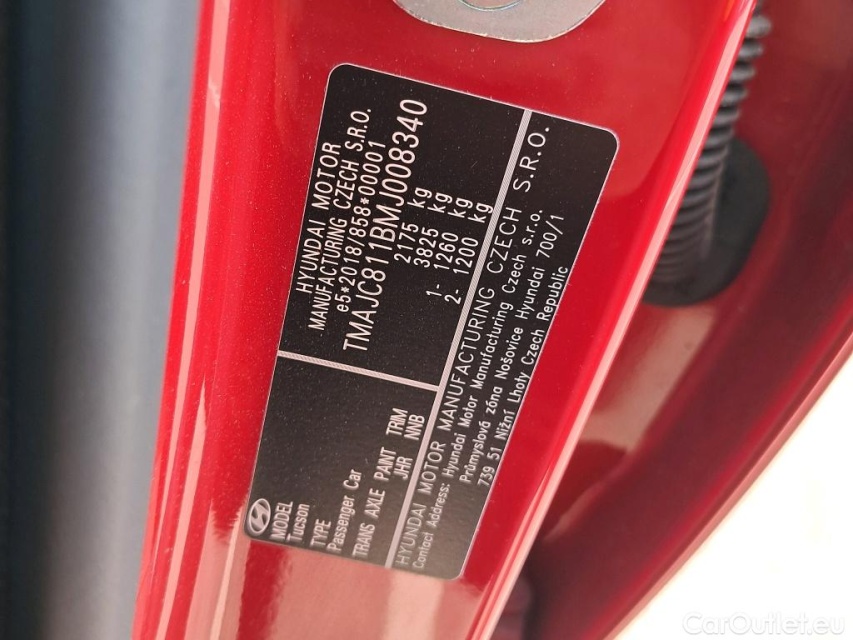 HYUNDAI MOTOR
MANUFACTURING CZECH S.R.O.
e5*2018/858*00001
TMAJC811BMJ008340
2175 kg
3825 kg
1- 1260 kg
2- 1200 kg
MODEL
Tucson
TYPE
Passenger Car
TRANS AXLE PAINT TRIM
JHR NNB
HYUNDAI MOTOR MANUFACTURING CZECH S.R.O.
Contact Address: Hyundai Motor Manufacturing Czech s.r.o.
Průmyslová zóna Nošovice Hyundai 700/1
739 51 Nižní Lhoty Czech Republic
CarOutlet.eu